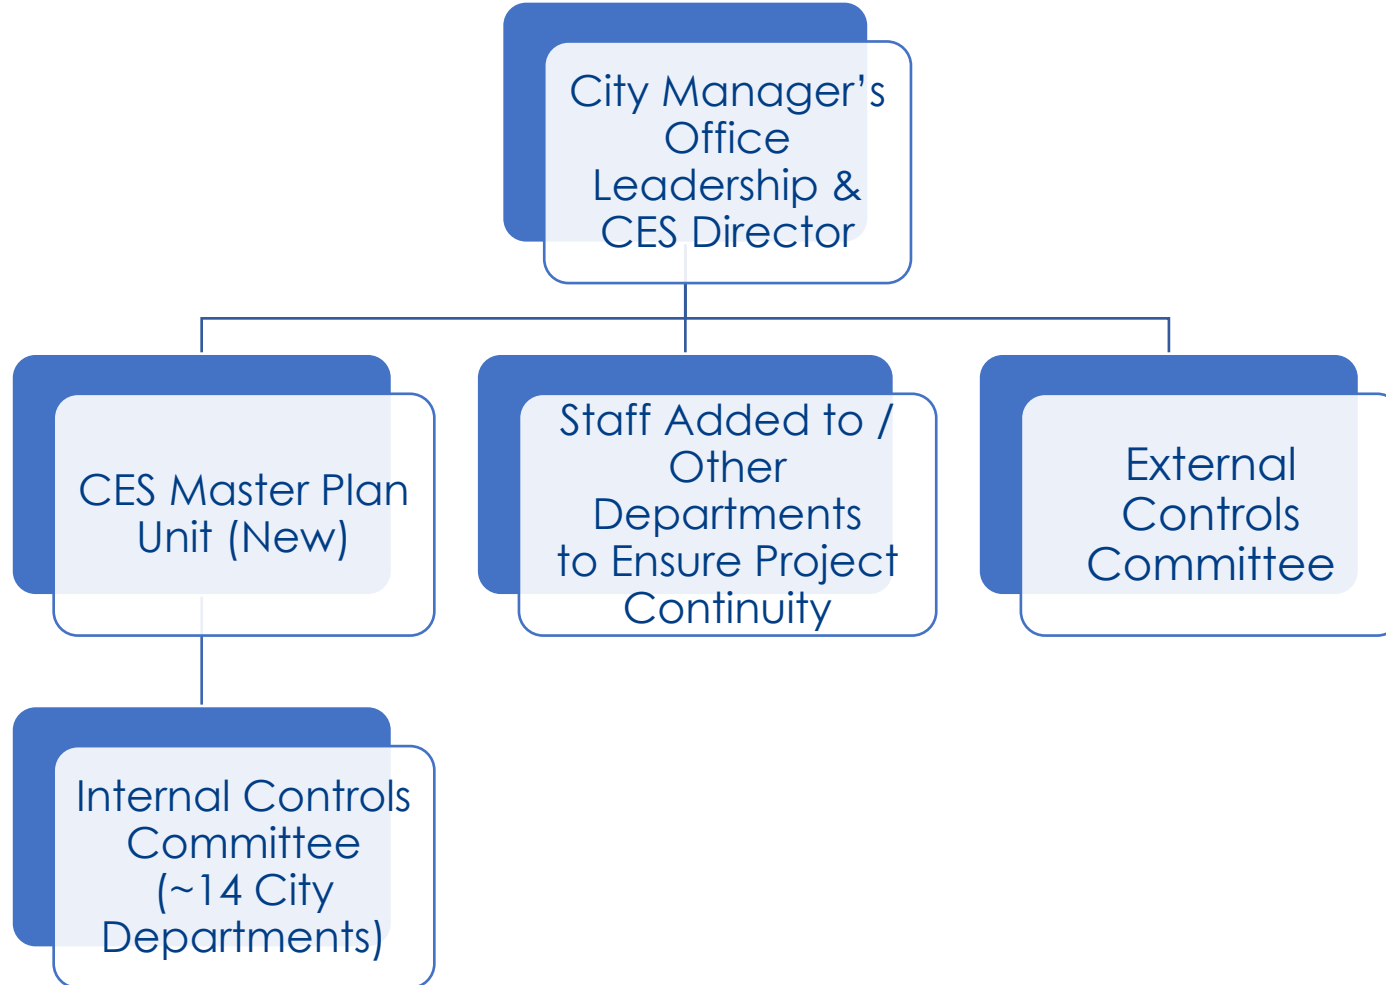 City Manager’s
Office
Leadership &
CES Director
CES Master Plan
Unit (New)
Staff Added to /
Other
Departments
to Ensure Project
Continuity
External
Controls
Committee
Internal Controls
Committee
(~14 City
Departments)